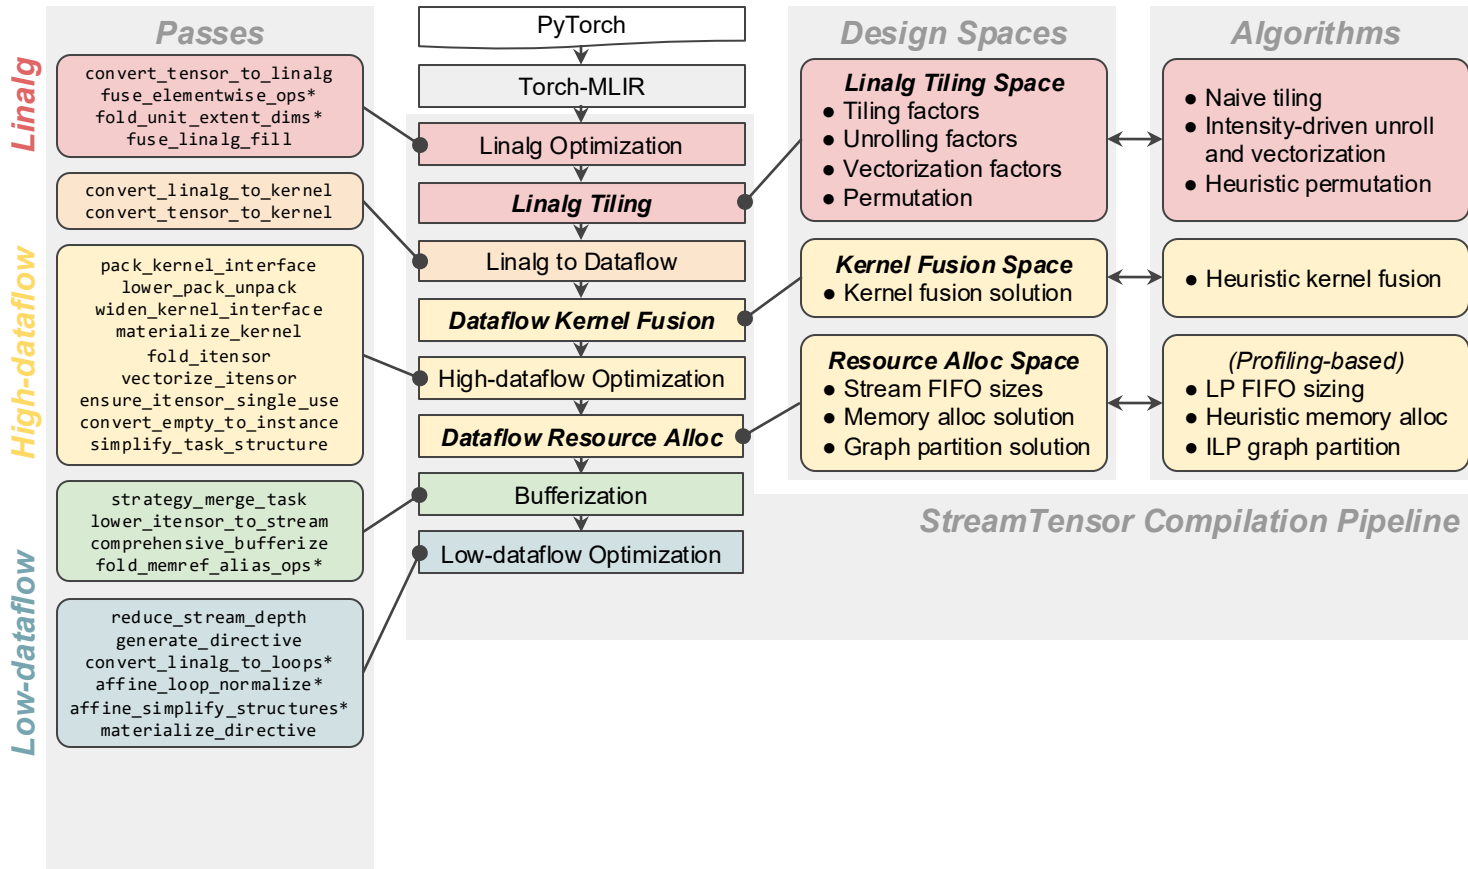 Passes
Linalg
convert_tensor_to_linalg
fuse_elementwise_ops*
fold_unit_extent_dims*
fuse_linalg_fill
convert_linalg_to_kernel
convert_tensor_to_kernel
High-dataflow
pack_kernel_interface
lower_pack_unpack
widen_kernel_interface
materialize_kernel
fold_itensor
vectorize_itensor
ensure_itensor_single_use
convert_empty_to_instance
simplify_task_structure
strategy_merge_task
lower_itensor_to_stream
comprehensive_bufferize
fold_memref_alias_ops*
Low-dataflow
reduce_stream_depth
generate_directive
convert_linalg_to_loops*
affine_loop_normalize*
affine_simplify_structures*
materialize_directive
PyTorch
Torch-MLIR
Linalg Optimization
Linalg Tiling
Linalg to Dataflow
Dataflow Kernel Fusion
High-dataflow Optimization
Dataflow Resource Alloc
Bufferization
Low-dataflow Optimization
Design Spaces
Linalg Tiling Space
● Tiling factors
● Unrolling factors
● Vectorization factors
● Permutation
Kernel Fusion Space
● Kernel fusion solution
Resource Alloc Space
● Stream FIFO sizes
● Memory alloc solution
● Graph partition solution
Algorithms
● Naive tiling
● Intensity-driven unroll
and vectorization
● Heuristic permutation
● Heuristic kernel fusion
(Profiling-based)
● LP FIFO sizing
● Heuristic memory alloc
● ILP graph partition
StreamTensor Compilation Pipeline